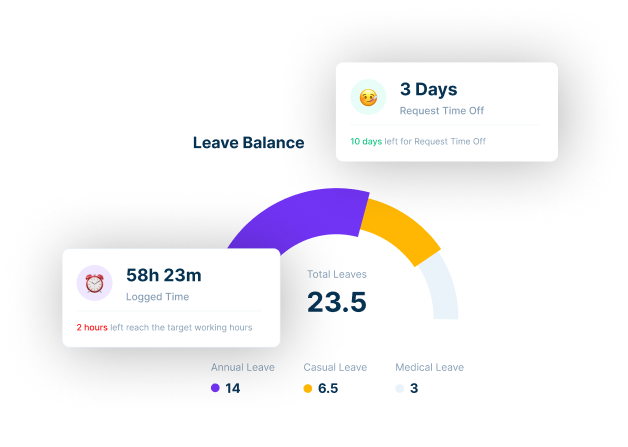 3 Days
Request Time Off
10 days left for Request Time Off
Leave Balance
58h 23m
Logged Time
2 hours left reach the target working hours
Total Leaves
23.5
Annual Leave
14
Casual Leave
6.5
Medical Leave
3